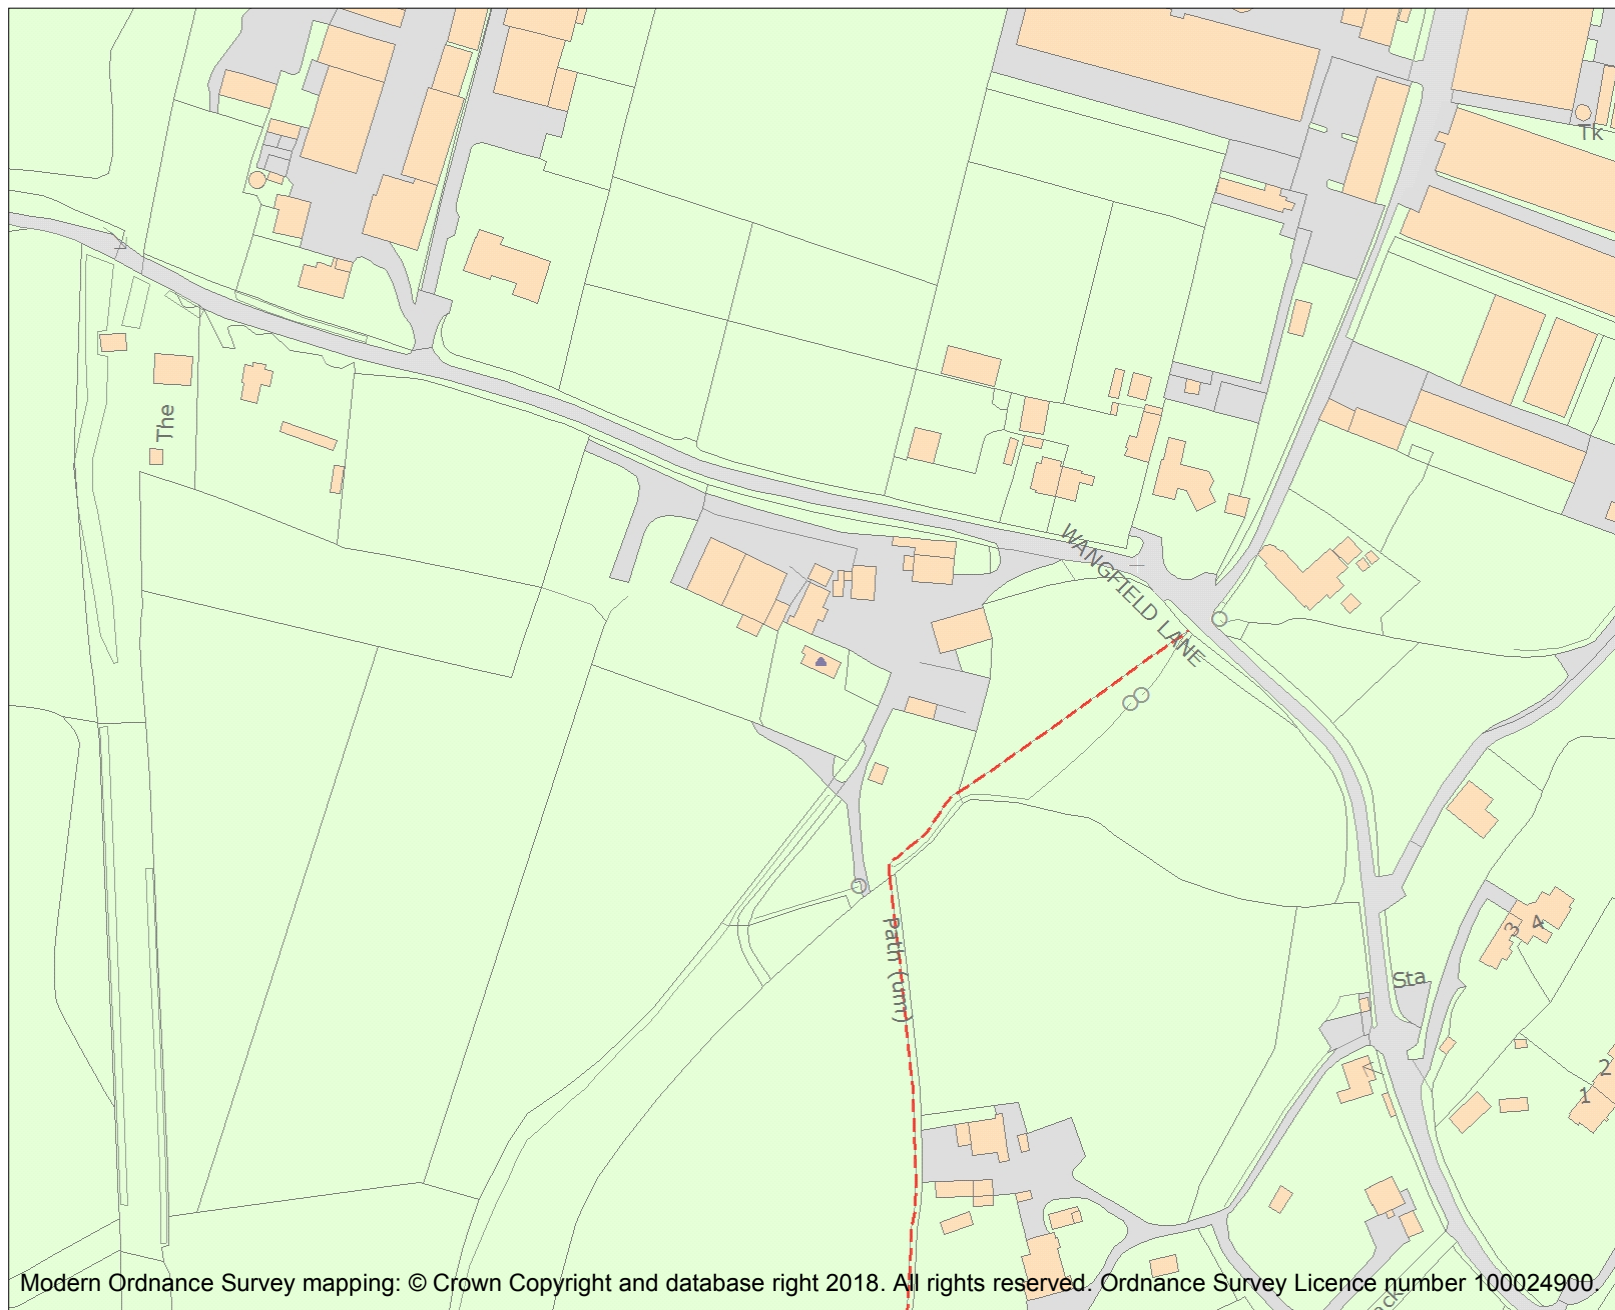 Tk
The
WANGFIELD LANE
Path (um)
3
4
Sta
2
1
Modern Ordnance Survey mapping: © Crown Copyright and database right 2018. All rights reserved. Ordnance Survey Licence number 100024900.